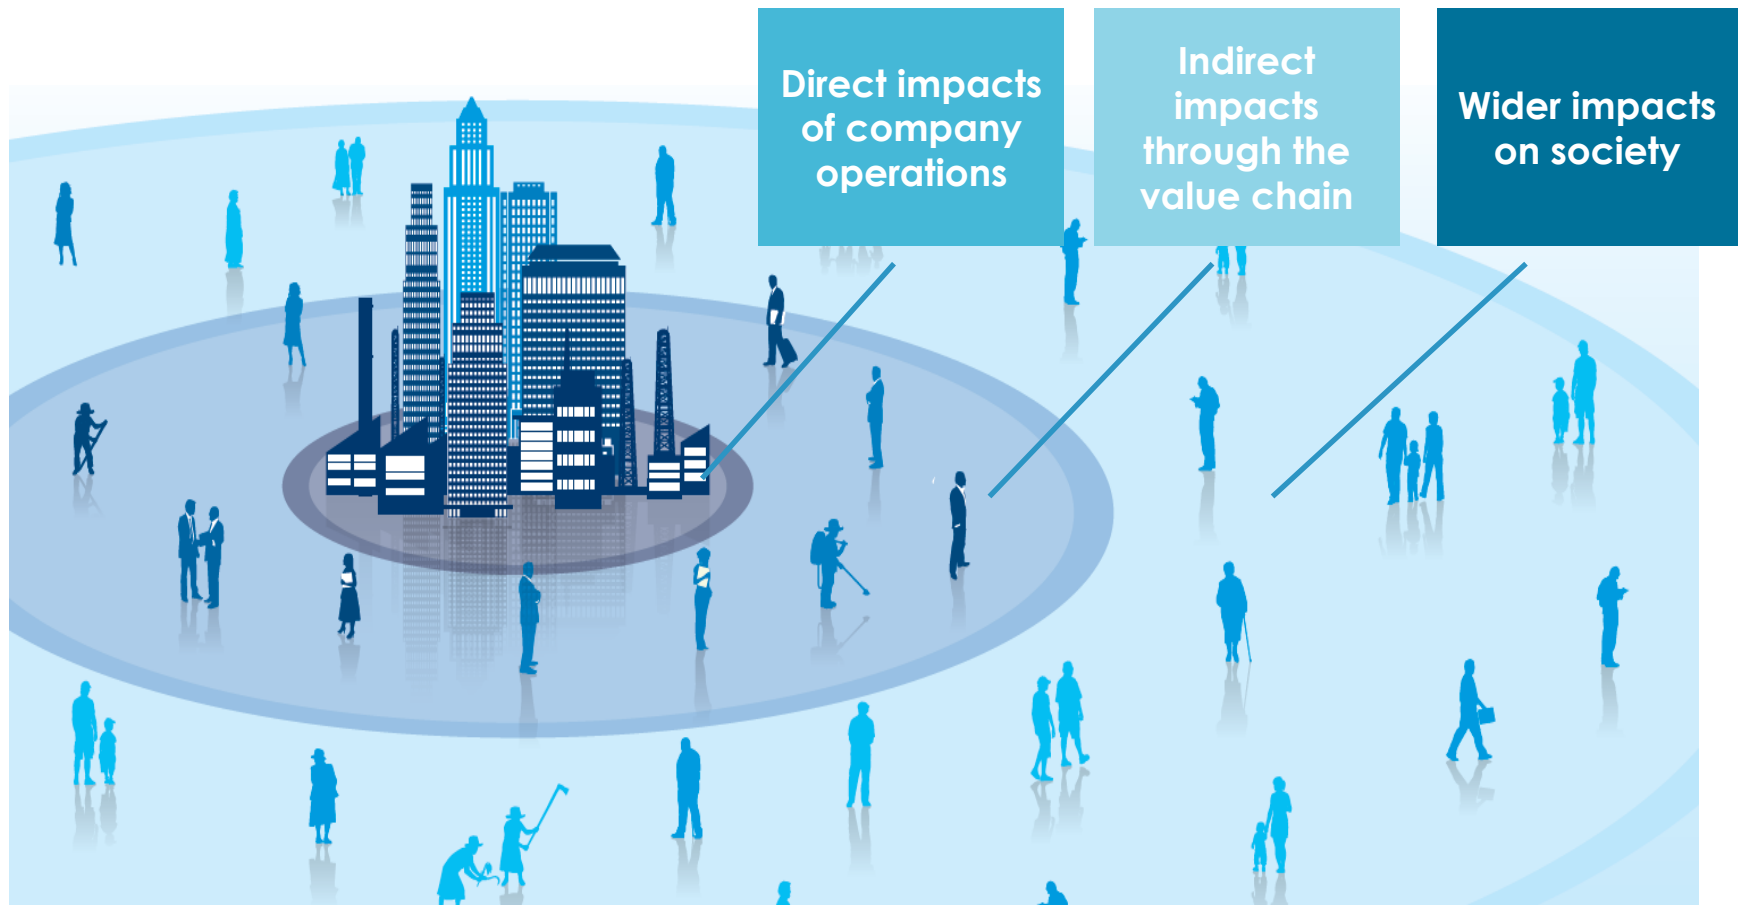 Direct impacts
of company
operations
Indirect
impacts
through the
value chain
Wider impacts
on society